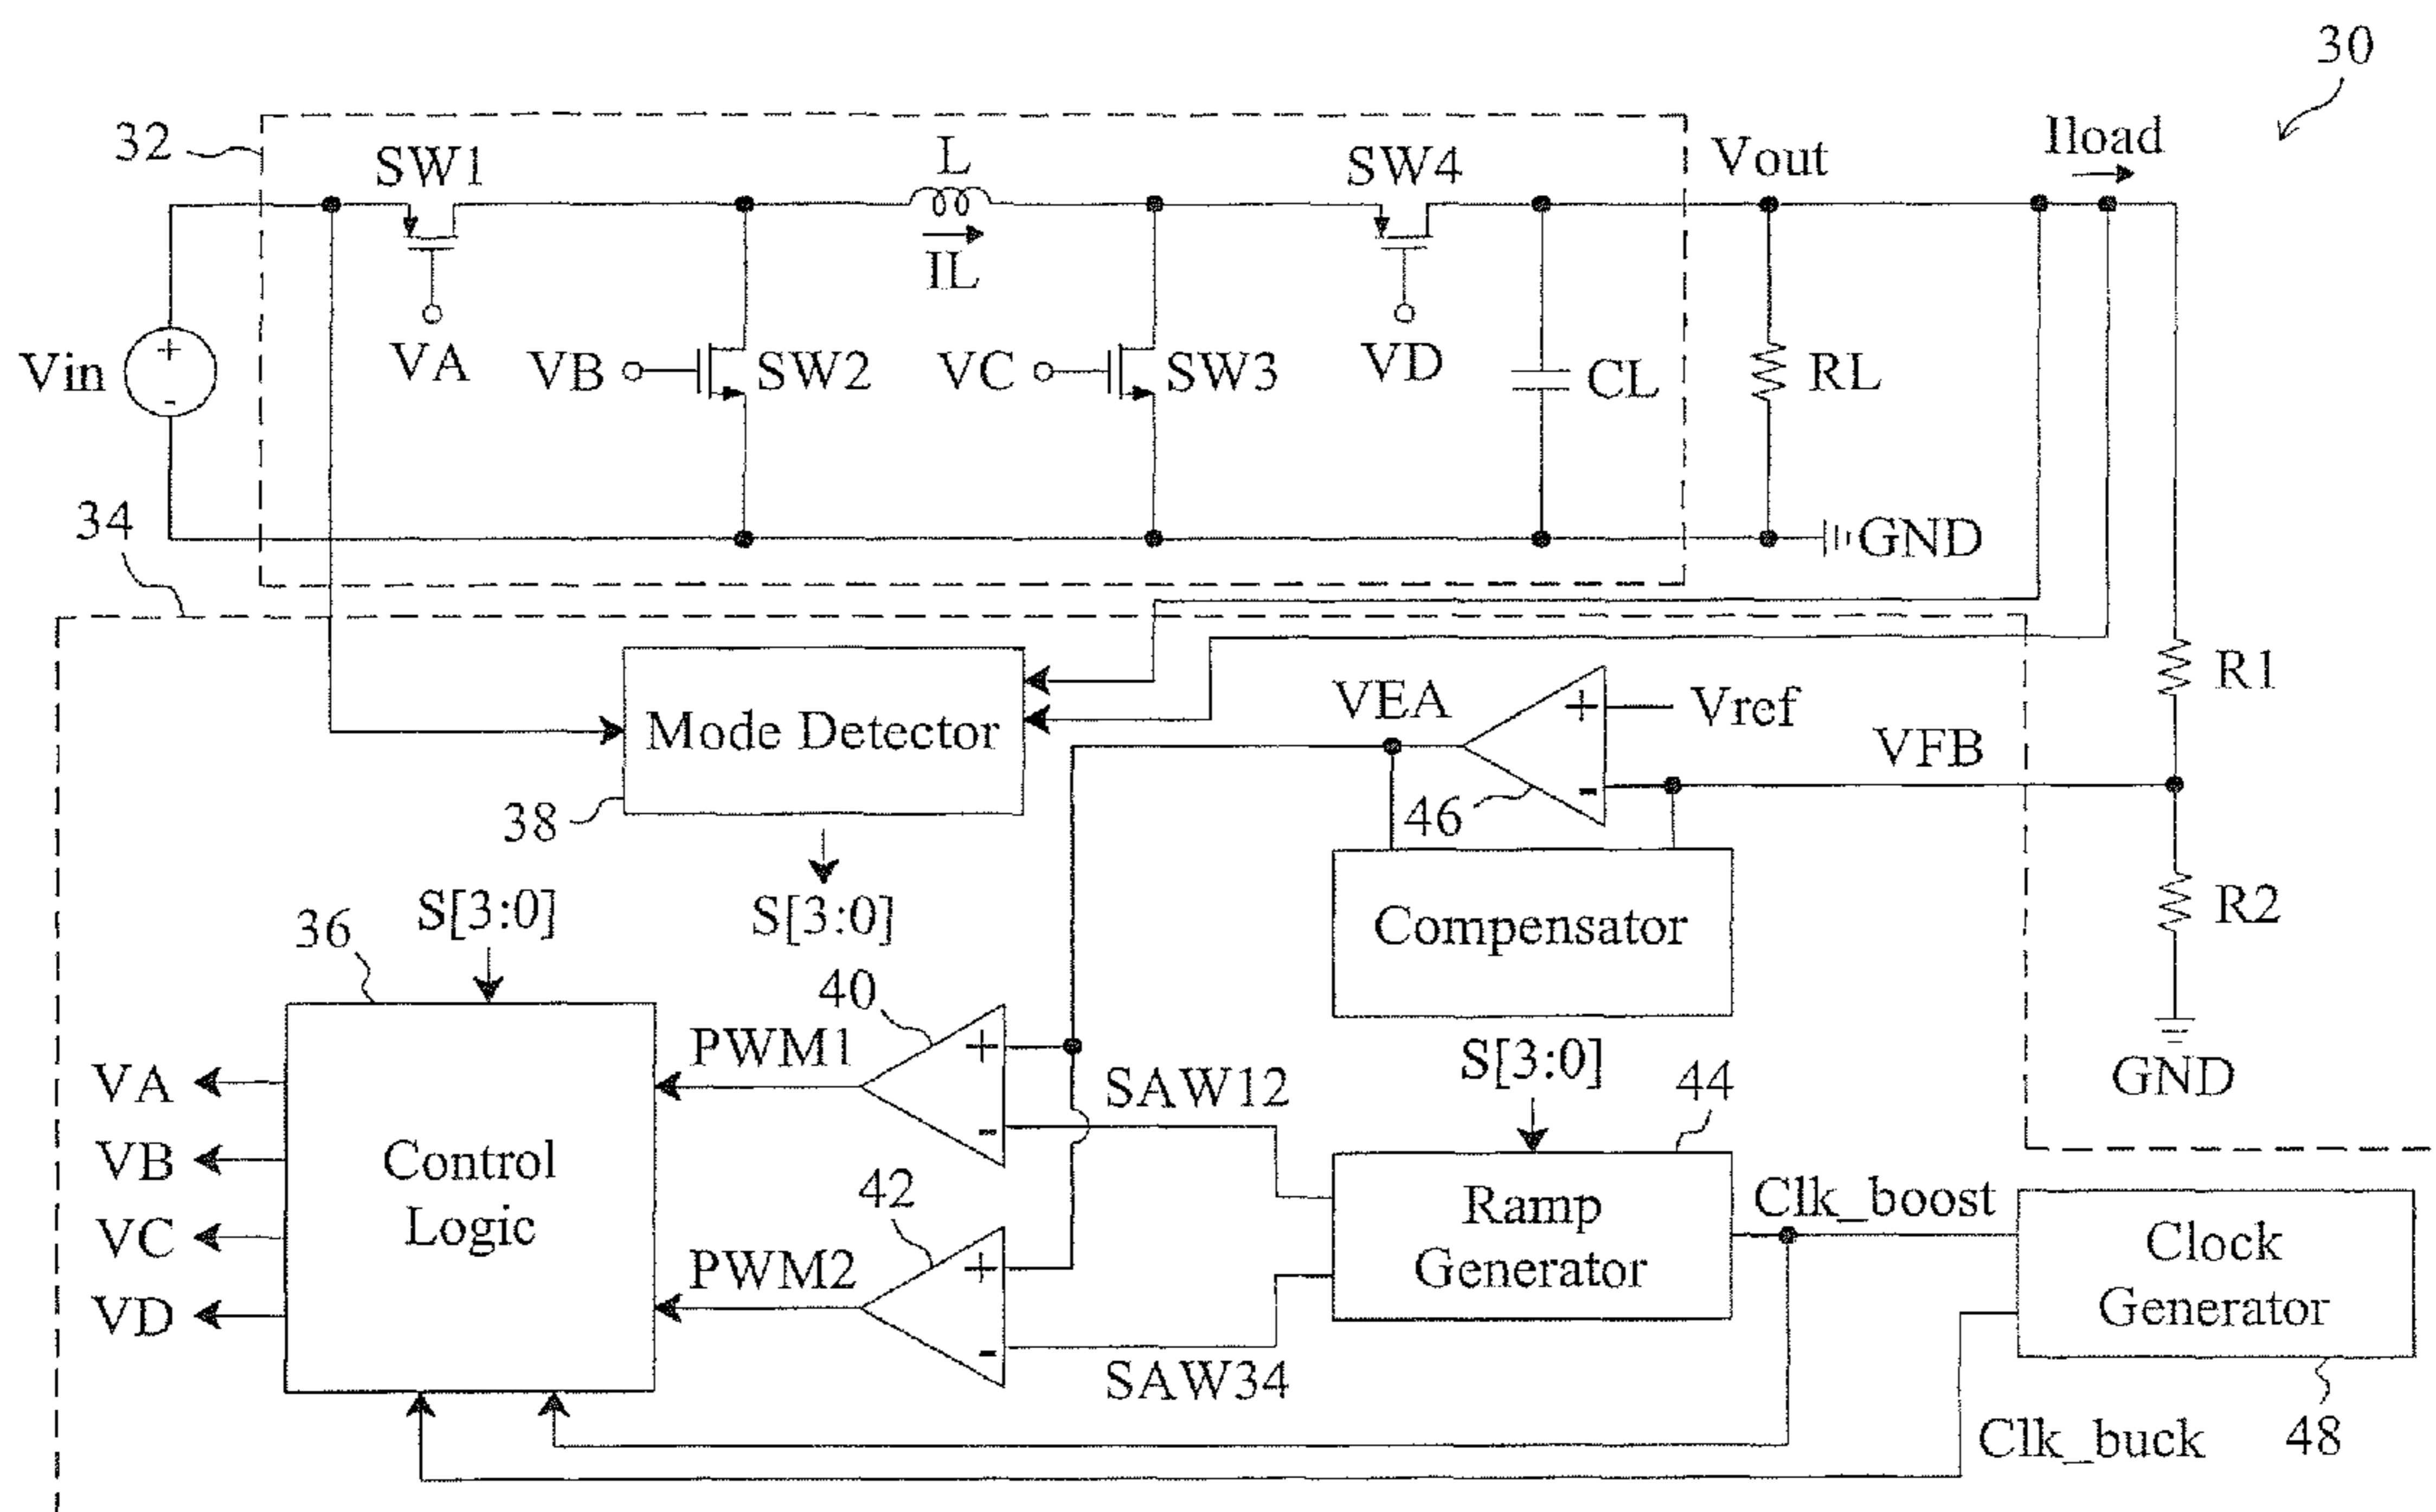 30
32
SW1
L
SW4
Vout
Iload
IL
Vin
+
-
VA
VB
SW2
VC
SW3
VD
CL
RL
34
GND
R1
Mode Detector
VEA
+
Vref
VFB
-
38
46
S[3:0]
Compensator
R2
36
S[3:0]
40
PWM1
+
S[3:0]
44
GND
VA
SAW12
-
VB
Control
Logic
42
Ramp
Generator
Clk_boost
Clock
Generator
VC
PWM2
+
VD
-
SAW34
Clk_buck
48